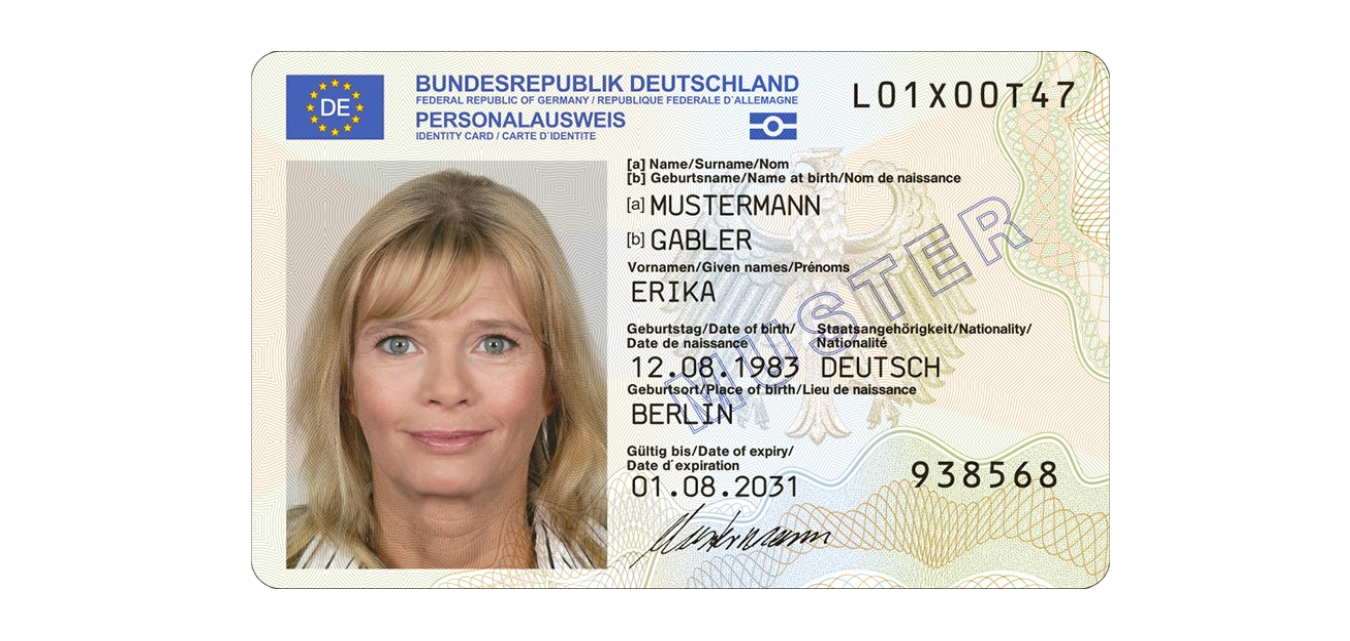 DE
BUNDESREPUBLIK DEUTSCHLAND
FEDERAL REPUBLIC OF GERMANY / REPUBLIQUE FEDERALE D´ALLEMAGNE
PERSONALAUSWEIS
IDENTITY CARD / CARTE D´IDENTITE
L01X00T47
[a] Name/Surname/Nom
[b] Geburtsname/Name at birth/Nom de naissance
[a] MUSTERMANN
[b] GABLER
Vornamen/Given names/Prénoms
ERIKA
Geburtstag/Date of birth/
Date de naissance
Staatsangehörigkeit/Nationality/
Nationalité
12.08.1983 DEUTSCH
Geburtsort/Place of birth/Lieu de naissance
BERLIN
Gültig bis/Date of expiry/
Date d´expiration
01.08.2031
938568
Mustermann
MUSTER